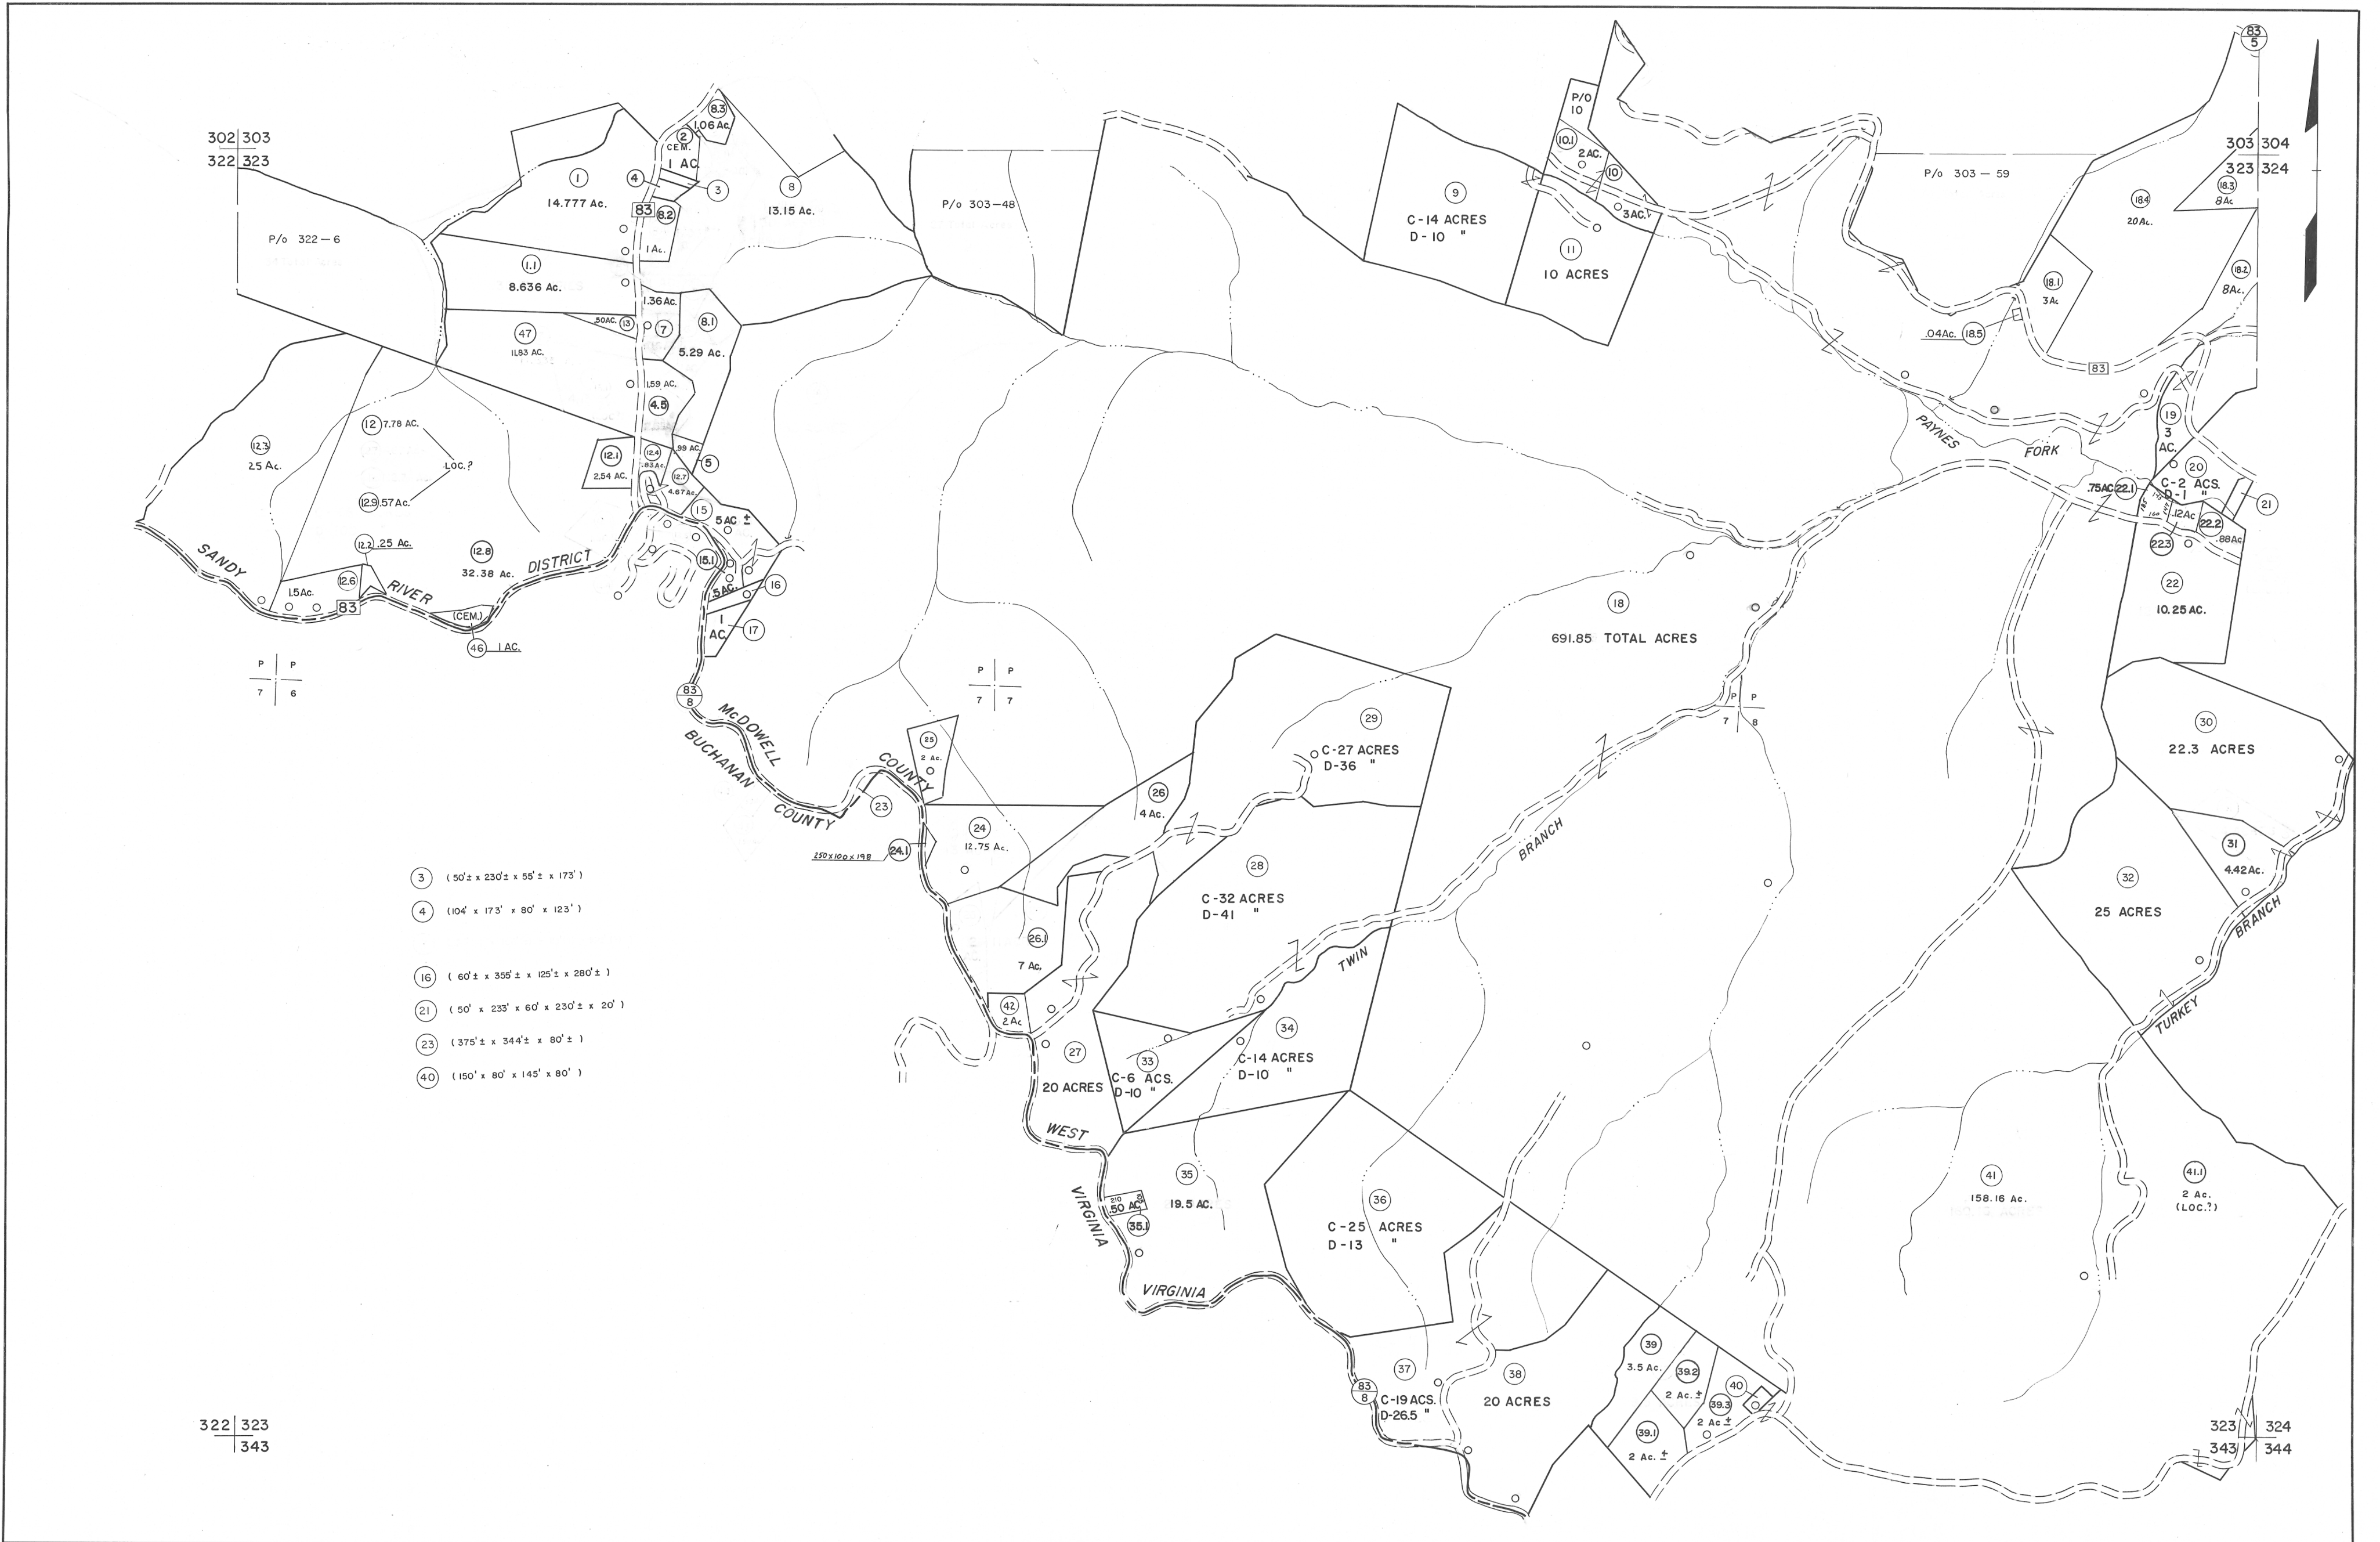 83
5
302 303
322 323
303 304
323 324
8.3
1.06 Ac.
2
CEM.
1 AC.
1
14.777 Ac.
4
3
8
13.15 Ac.
83
8.2
1 Ac.
P/o 322-6
P/o 303-48
P/O
10
10.1
2 AC.
10
3 AC.
9
C-14 ACRES
D-10 "
11
10 ACRES
P/o 303-59
18.3
8 Ac
18.4
20 Ac.
18.2
8 Ac.
18.1
3 Ac
.04 Ac. 18.5
83
1.1
8.636 Ac.
1.36 Ac.
7
8.1
5.29 Ac.
.50 AC. 13
47
11.83 AC.
1.59 AC.
4.5
12.3
25 Ac.
12 7.78 AC.
LOC.?
12.9 .57 Ac.
12.1
2.54 AC.
12.4
.83 Ac.
.99 AC.
5
12.7
4.67 Ac.
15
5 AC ±
15.1
.5 AC.
16
1
AC.
17
12.2 .25 Ac.
12.8
32.38 Ac.
12.6
1.5 Ac.
83
SANDY RIVER DISTRICT
(CEM.)
46 1 AC.
PAYNES FORK
19
3
AC.
20
C-2 ACS.
D-1 "
21
.75 AC 22.1
.12 Ac
22.2
.88 Ac
22.3
22
10.25 AC.
18
691.85 TOTAL ACRES
P P
7 6
P P
7 7
P P
7 8
83
8
McDOWELL COUNTY
BUCHANAN COUNTY
25
2 Ac.
23
24
12.75 Ac.
250x100x198 24.1
26
4 Ac.
29
C-27 ACRES
D-36 "
28
C-32 ACRES
D-41 "
30
22.3 ACRES
31
4.42 Ac.
32
25 ACRES
TURKEY BRANCH
TWIN BRANCH
3 (50'± x 230'± x 55'± x 173')
4 (104' x 173' x 80' x 123')
16 (60'± x 355'± x 125'± x 280'±)
21 (50' x 233' x 60' x 230'± x 20')
23 (375'± x 344'± x 80'±)
40 (150' x 80' x 145' x 80')
26.1
7 Ac.
42
2 Ac
27
20 ACRES
33
C-6 ACS.
D-10 "
34
C-14 ACRES
D-10 "
WEST VIRGINIA
VIRGINIA
35
19.5 AC.
210
.50 AC
35.1
36
C-25 ACRES
D-13 "
41
158.16 Ac.
41.1
2 Ac.
(LOC.?)
37
C-19 ACS.
D-26.5 "
83
8
38
20 ACRES
39
3.5 Ac.
39.2
2 Ac. ±
39.3
2 Ac ±
40
39.1
2 Ac. ±
322 323
343
323 324
343 344